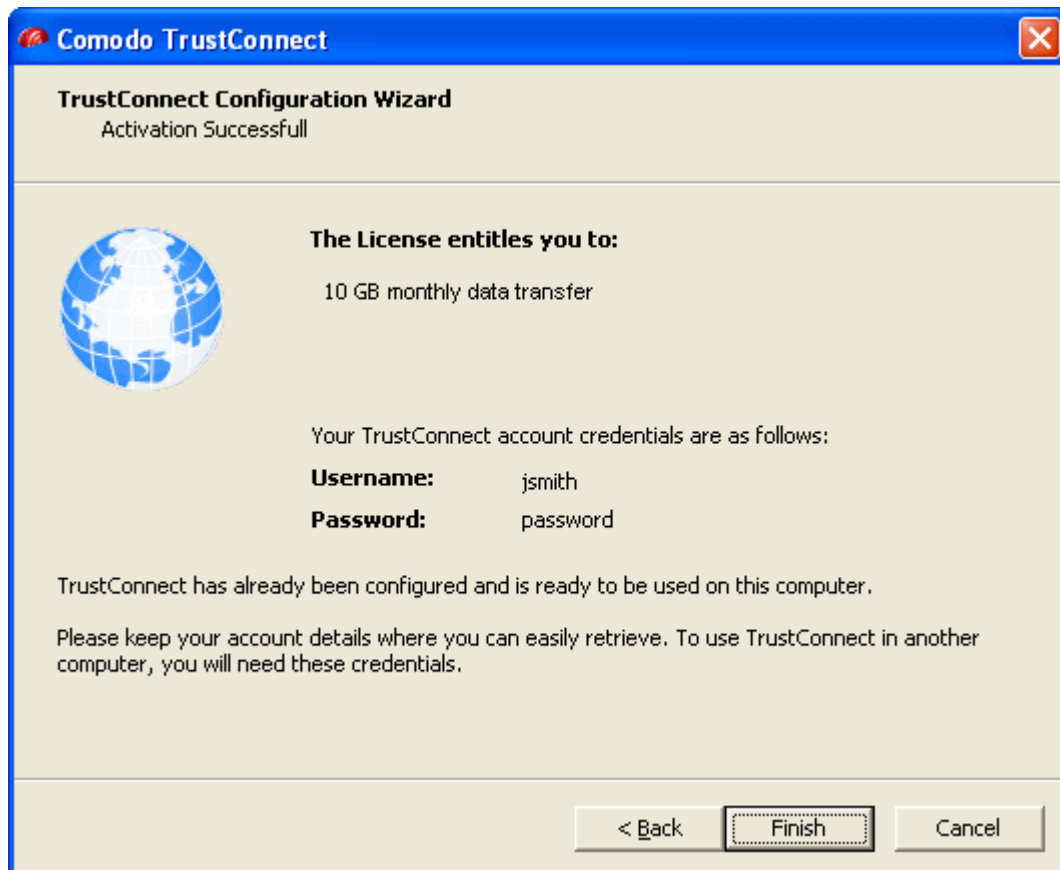 Comodo TrustConnect
TrustConnect Configuration Wizard
Activation Successfull
The License entitles you to:
10 GB monthly data transfer
Your TrustConnect account credentials are as follows:
Username: jsmith
Password: password
TrustConnect has already been configured and is ready to be used on this computer.
Please keep your account details where you can easily retrieve. To use TrustConnect in another
computer, you will need these credentials.
< Back Finish Cancel